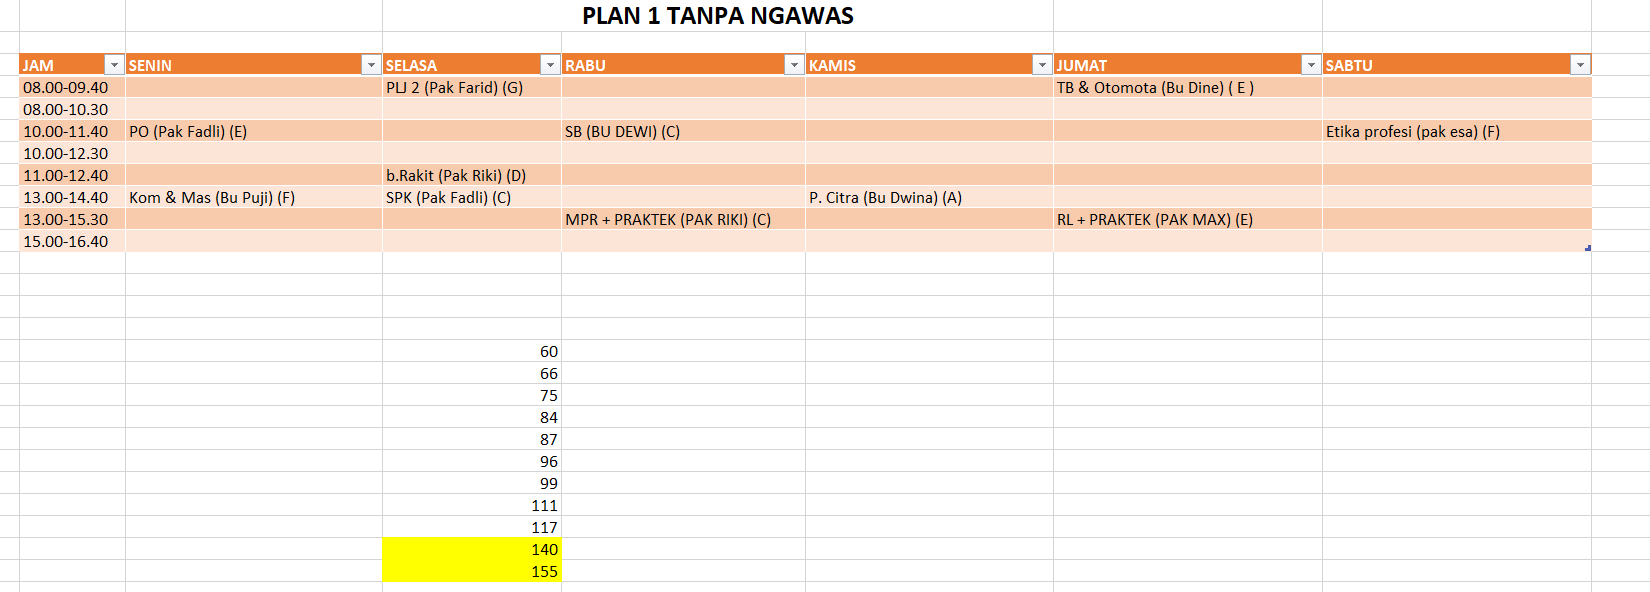 PLAN 1 TANPA NGAWAS
JAM SENIN SELASA RABU KAMIS JUMAT SABTU
08.00-09.40 PLJ 2 (Pak Farid) (G) TB & Otomota (Bu Dine) ( E )
08.00-10.30
10.00-11.40 PO (Pak Fadli) (E) SB (BU DEWI) (C) Etika profesi (pak esa) (F)
10.00-12.30
11.00-12.40 b.Rakit (Pak Riki) (D)
13.00-14.40 Kom & Mas (Bu Puji) (F) SPK (Pak Fadli) (C) P. Citra (Bu Dwina) (A)
13.00-15.30 MPR + PRAKTEK (PAK RIKI) (C) RL + PRAKTEK (PAK MAX) (E)
15.00-16.40
60
66
75
84
87
96
99
111
117
140
155